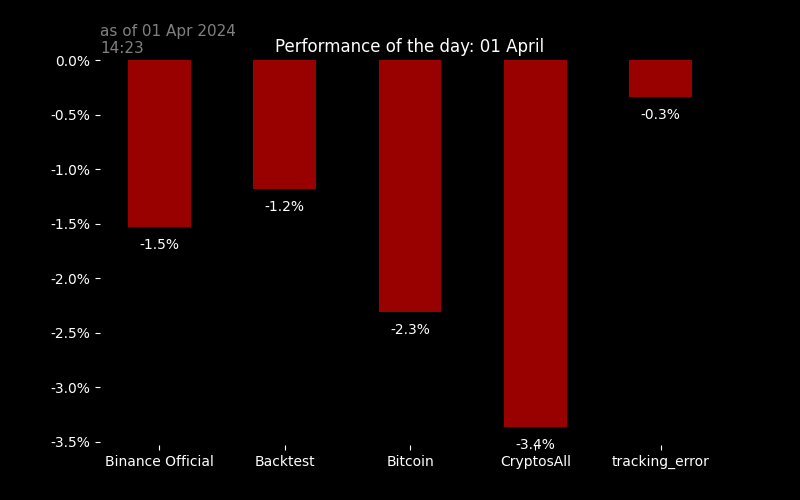 as of 01 Apr 2024
14:23
Performance of the day: 01 April
0.0%
-0.5%
-1.0%
-1.5%
-2.0%
-2.5%
-3.0%
-3.5%
-1.5%
-1.2%
-2.3%
-3.4%
-0.3%
Binance Official
Backtest
Bitcoin
CryptosAll
tracking_error